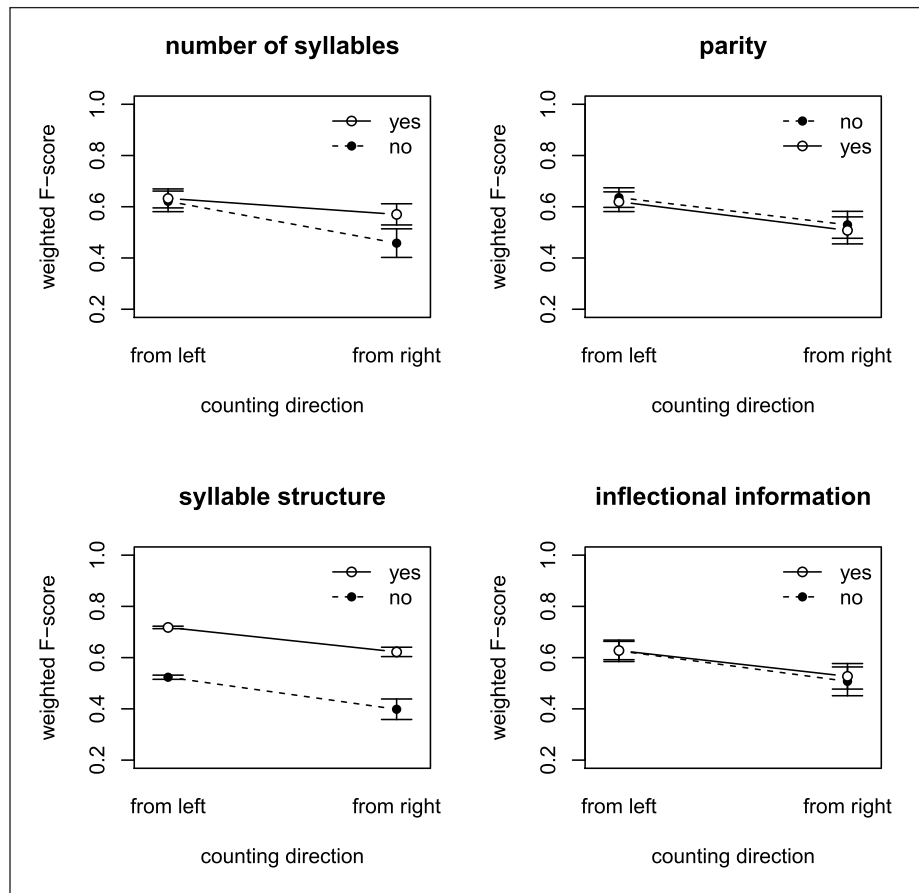 number of syllables
weighted F−score
0.2 0.4 0.6 0.8 1.0
yes
no
from left from right
counting direction
parity
weighted F−score
0.2 0.4 0.6 0.8 1.0
no
yes
from left from right
counting direction
syllable structure
weighted F−score
0.2 0.4 0.6 0.8 1.0
yes
no
from left from right
counting direction
inflectional information
weighted F−score
0.2 0.4 0.6 0.8 1.0
yes
no
from left from right
counting direction